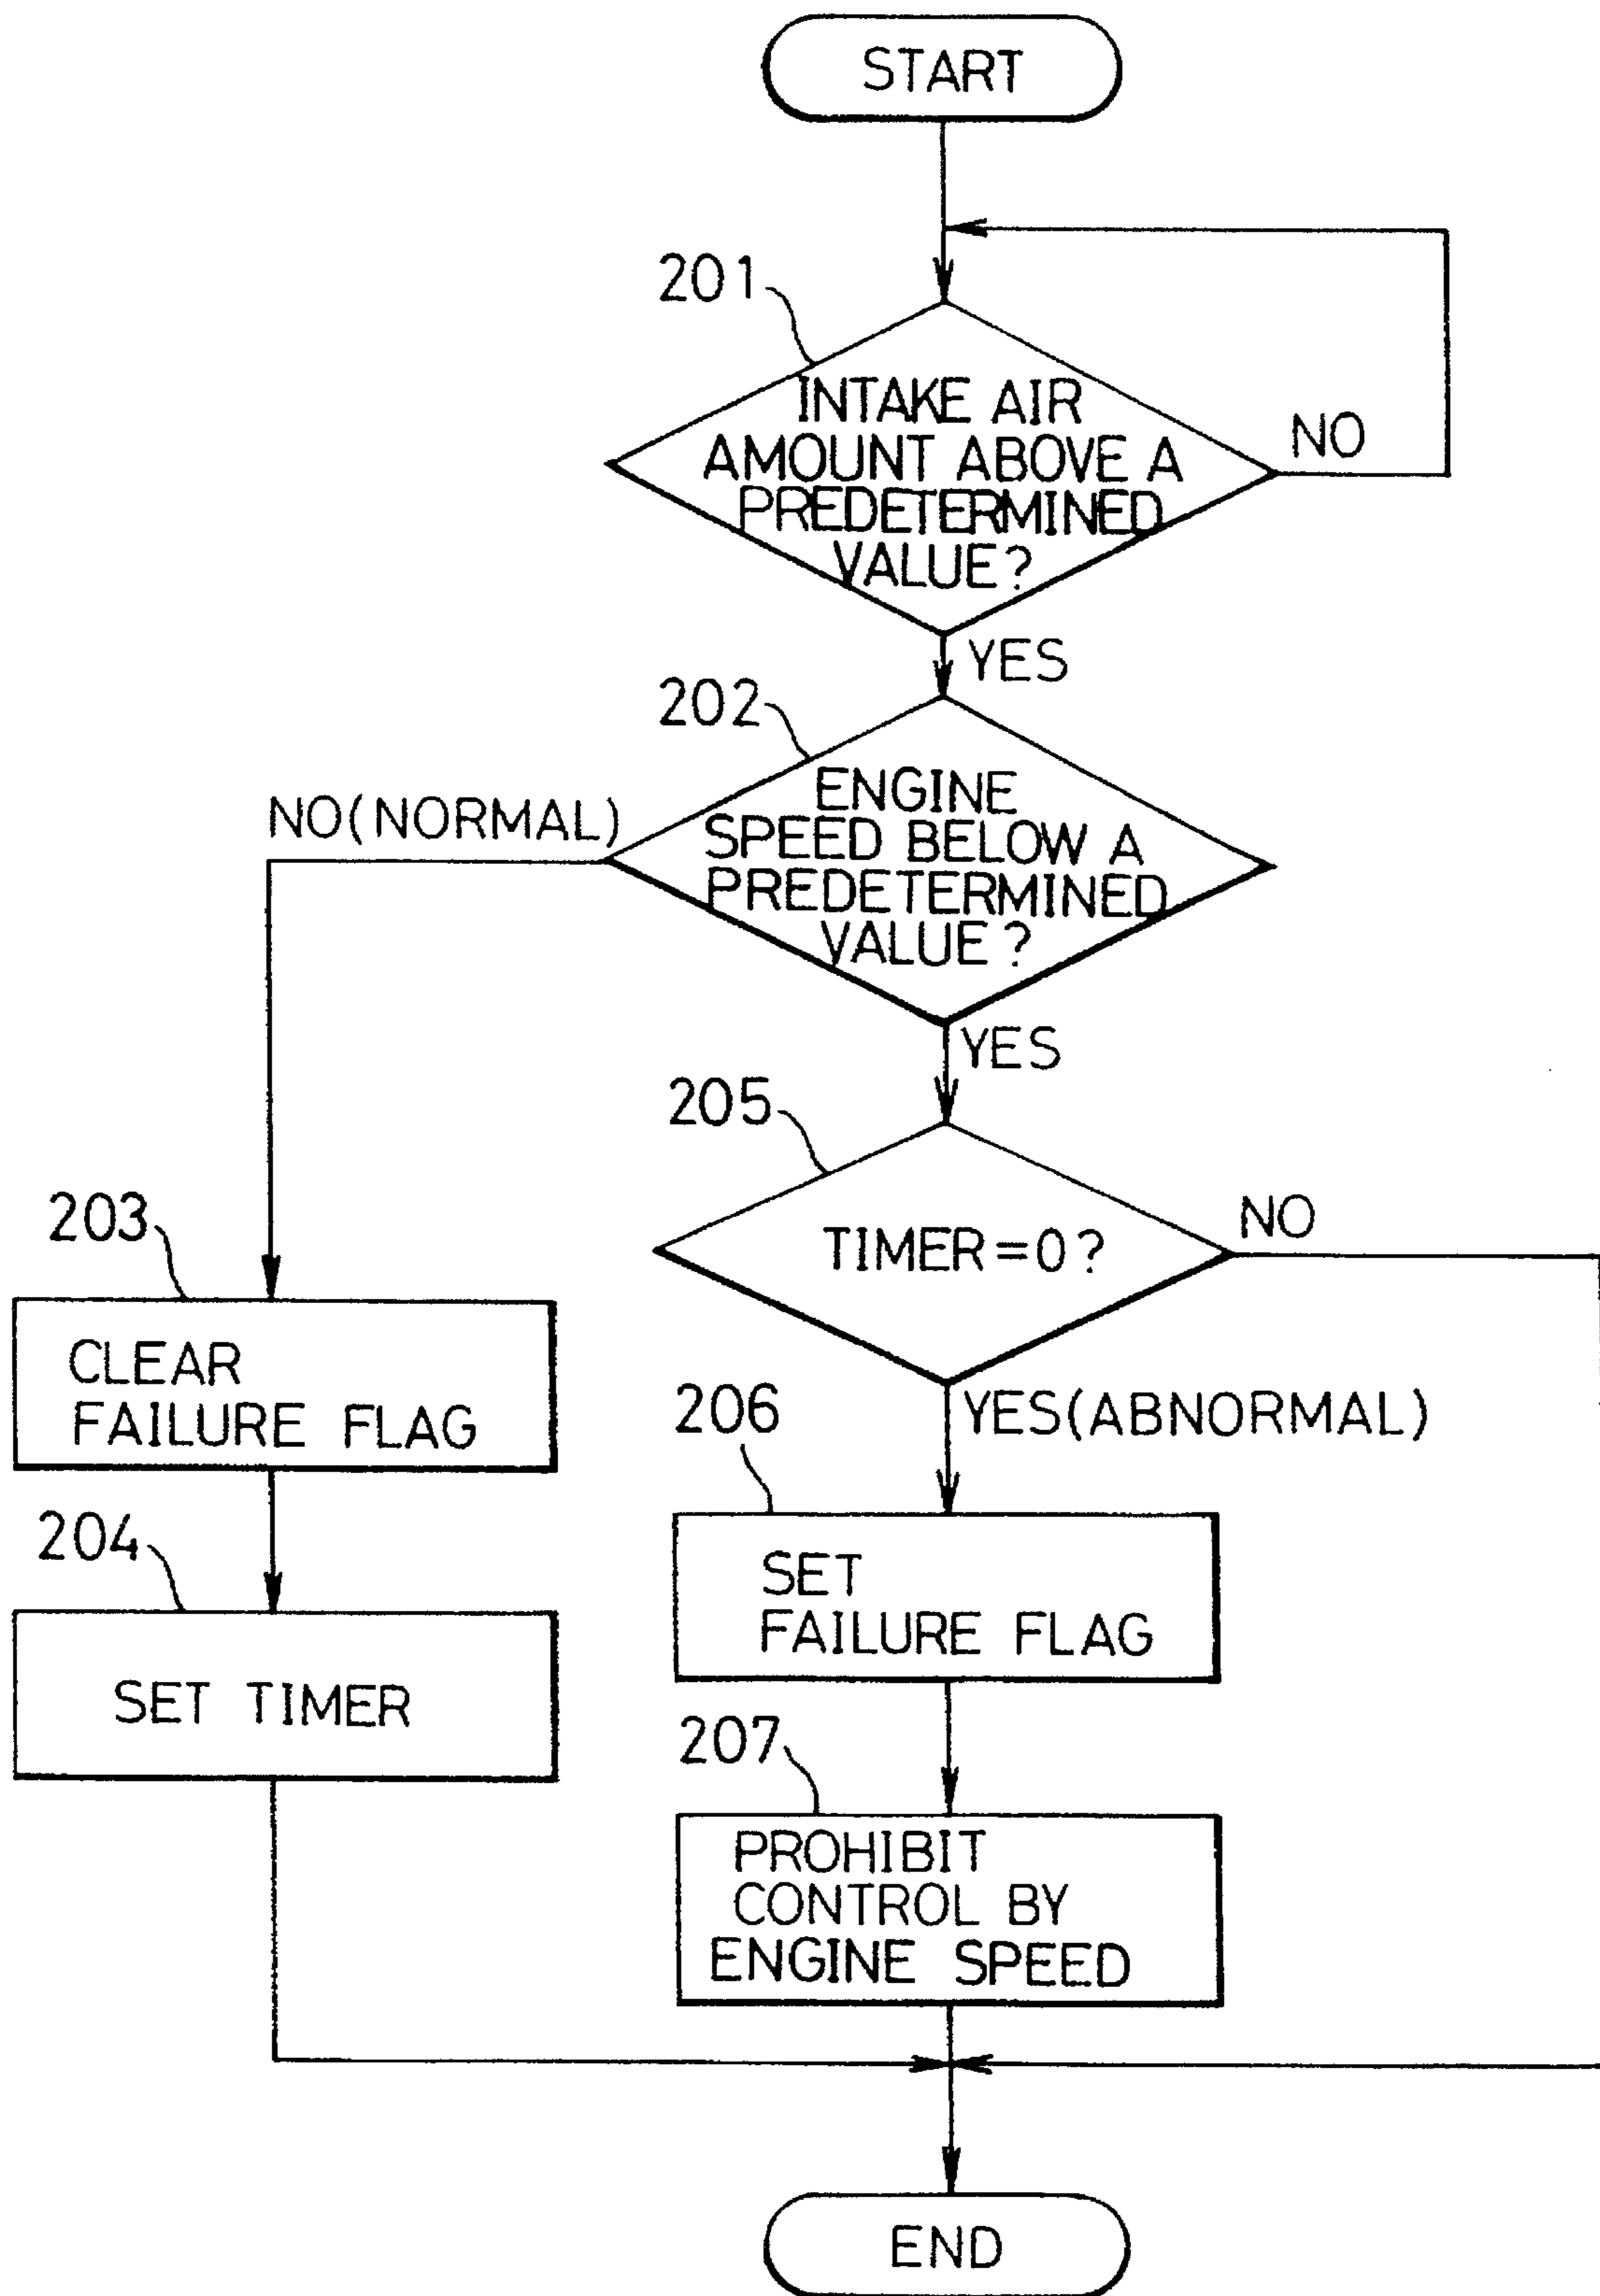 START
201
INTAKE AIR
AMOUNT ABOVE A
PREDETERMINED
VALUE?
NO
YES
202
ENGINE
SPEED BELOW A
PREDETERMINED
VALUE?
NO(NORMAL)
YES
205
TIMER=0?
NO
YES(ABNORMAL)
203
CLEAR
FAILURE FLAG
204
SET TIMER
206
SET
FAILURE FLAG
207
PROHIBIT
CONTROL BY
ENGINE SPEED
END